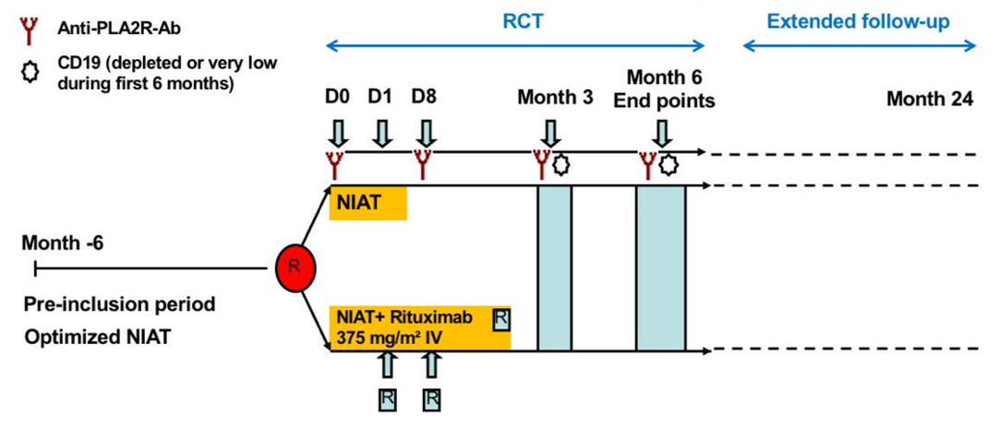 Anti-PLA2R-Ab
CD19 (depleted or very low
during first 6 months)
RCT
Extended follow-up
D0 D1 D8 Month 3
Month 6
End points
Month 24
NIAT
Month -6
R
Pre-inclusion period
Optimized NIAT
NIAT+ Rituximab R
375 mg/m² IV
R R